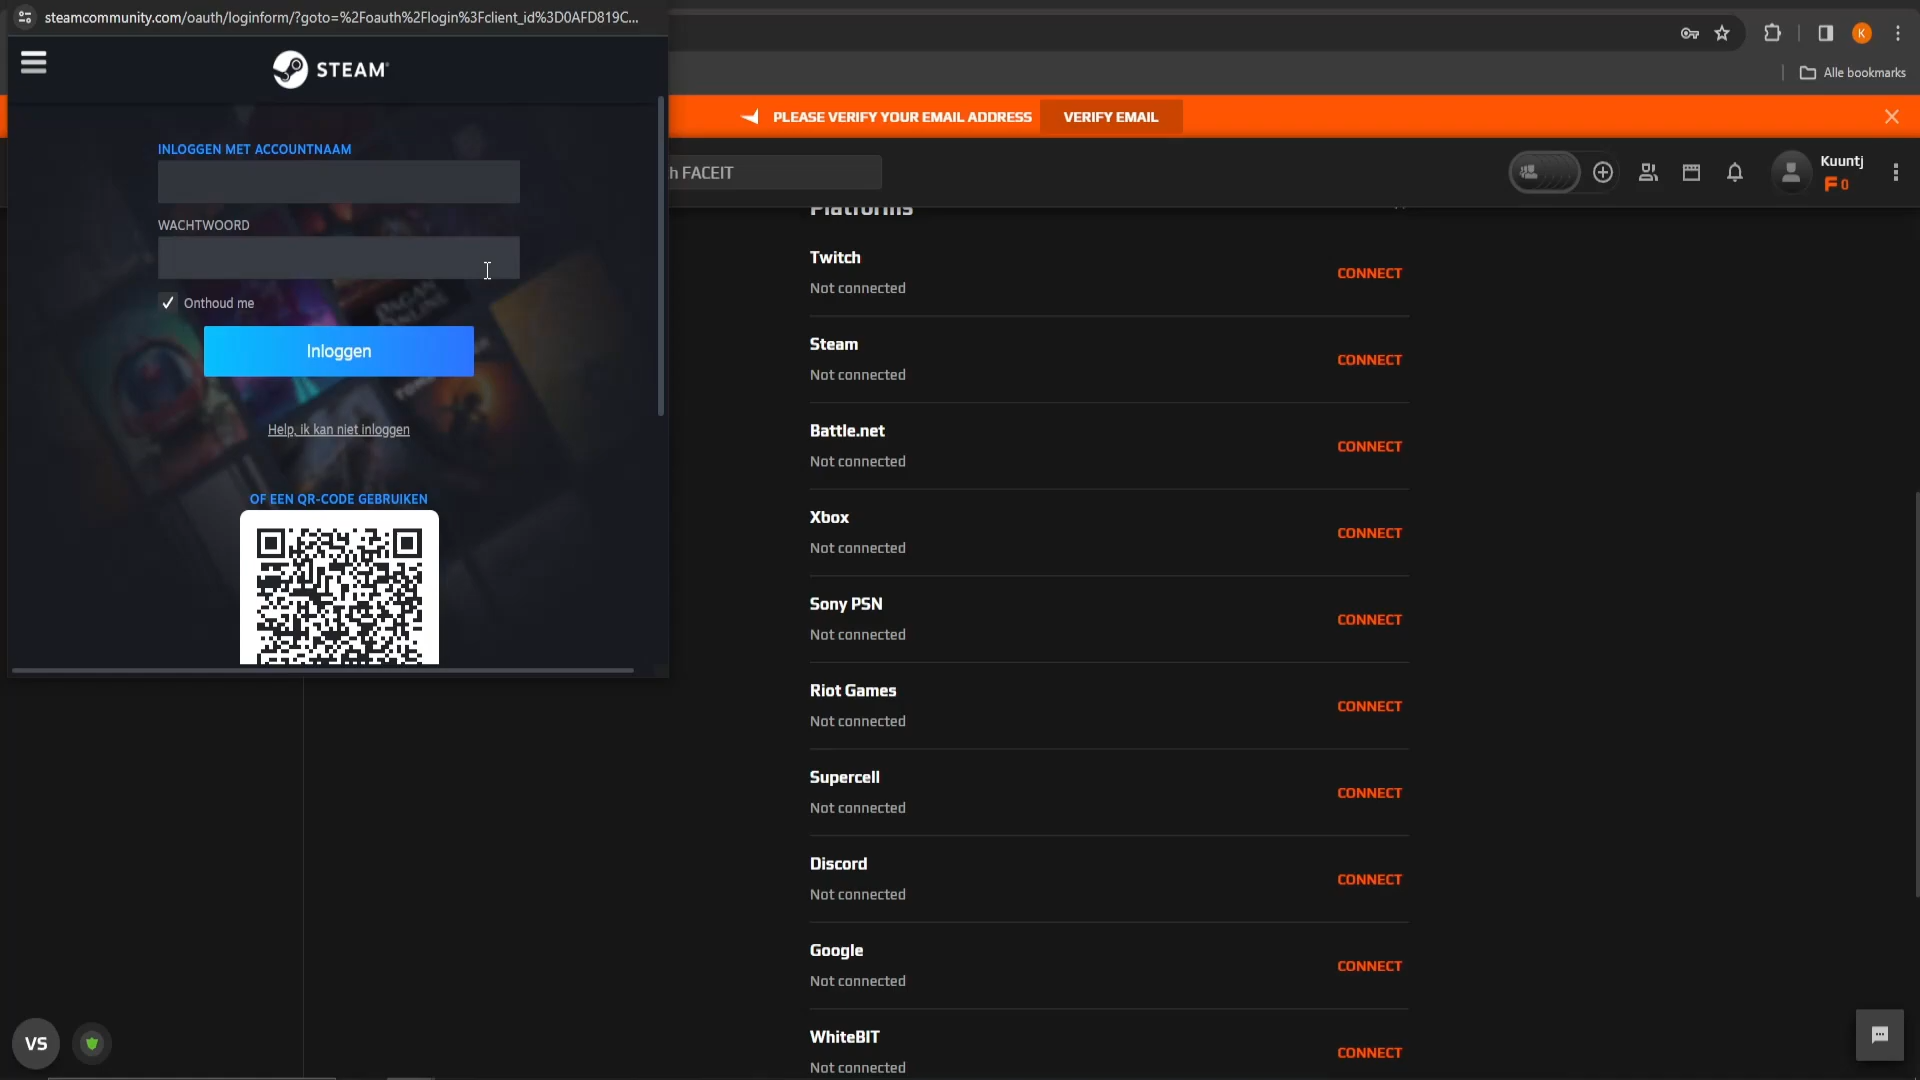 steamcommunity.com/oauth/loginform/?goto=%2Foauth%2Flogin%3Fclient_id%3D0AFD819C...
STEAM
INLOGGEN MET ACCOUNTNAAM
WACHTWOORD
Onthoud me
Inloggen
Help, ik kan niet inloggen
OF EEN QR-CODE GEBRUIKEN
K
Alle bookmarks
PLEASE VERIFY YOUR EMAIL ADDRESS
VERIFY EMAIL
h FACEIT
Kuuntj
0
Platforms
Twitch
Not connected
CONNECT
Steam
Not connected
CONNECT
Battle.net
Not connected
CONNECT
Xbox
Not connected
CONNECT
Sony PSN
Not connected
CONNECT
Riot Games
Not connected
CONNECT
Supercell
Not connected
CONNECT
Discord
Not connected
CONNECT
Google
Not connected
CONNECT
WhiteBIT
Not connected
CONNECT
VS